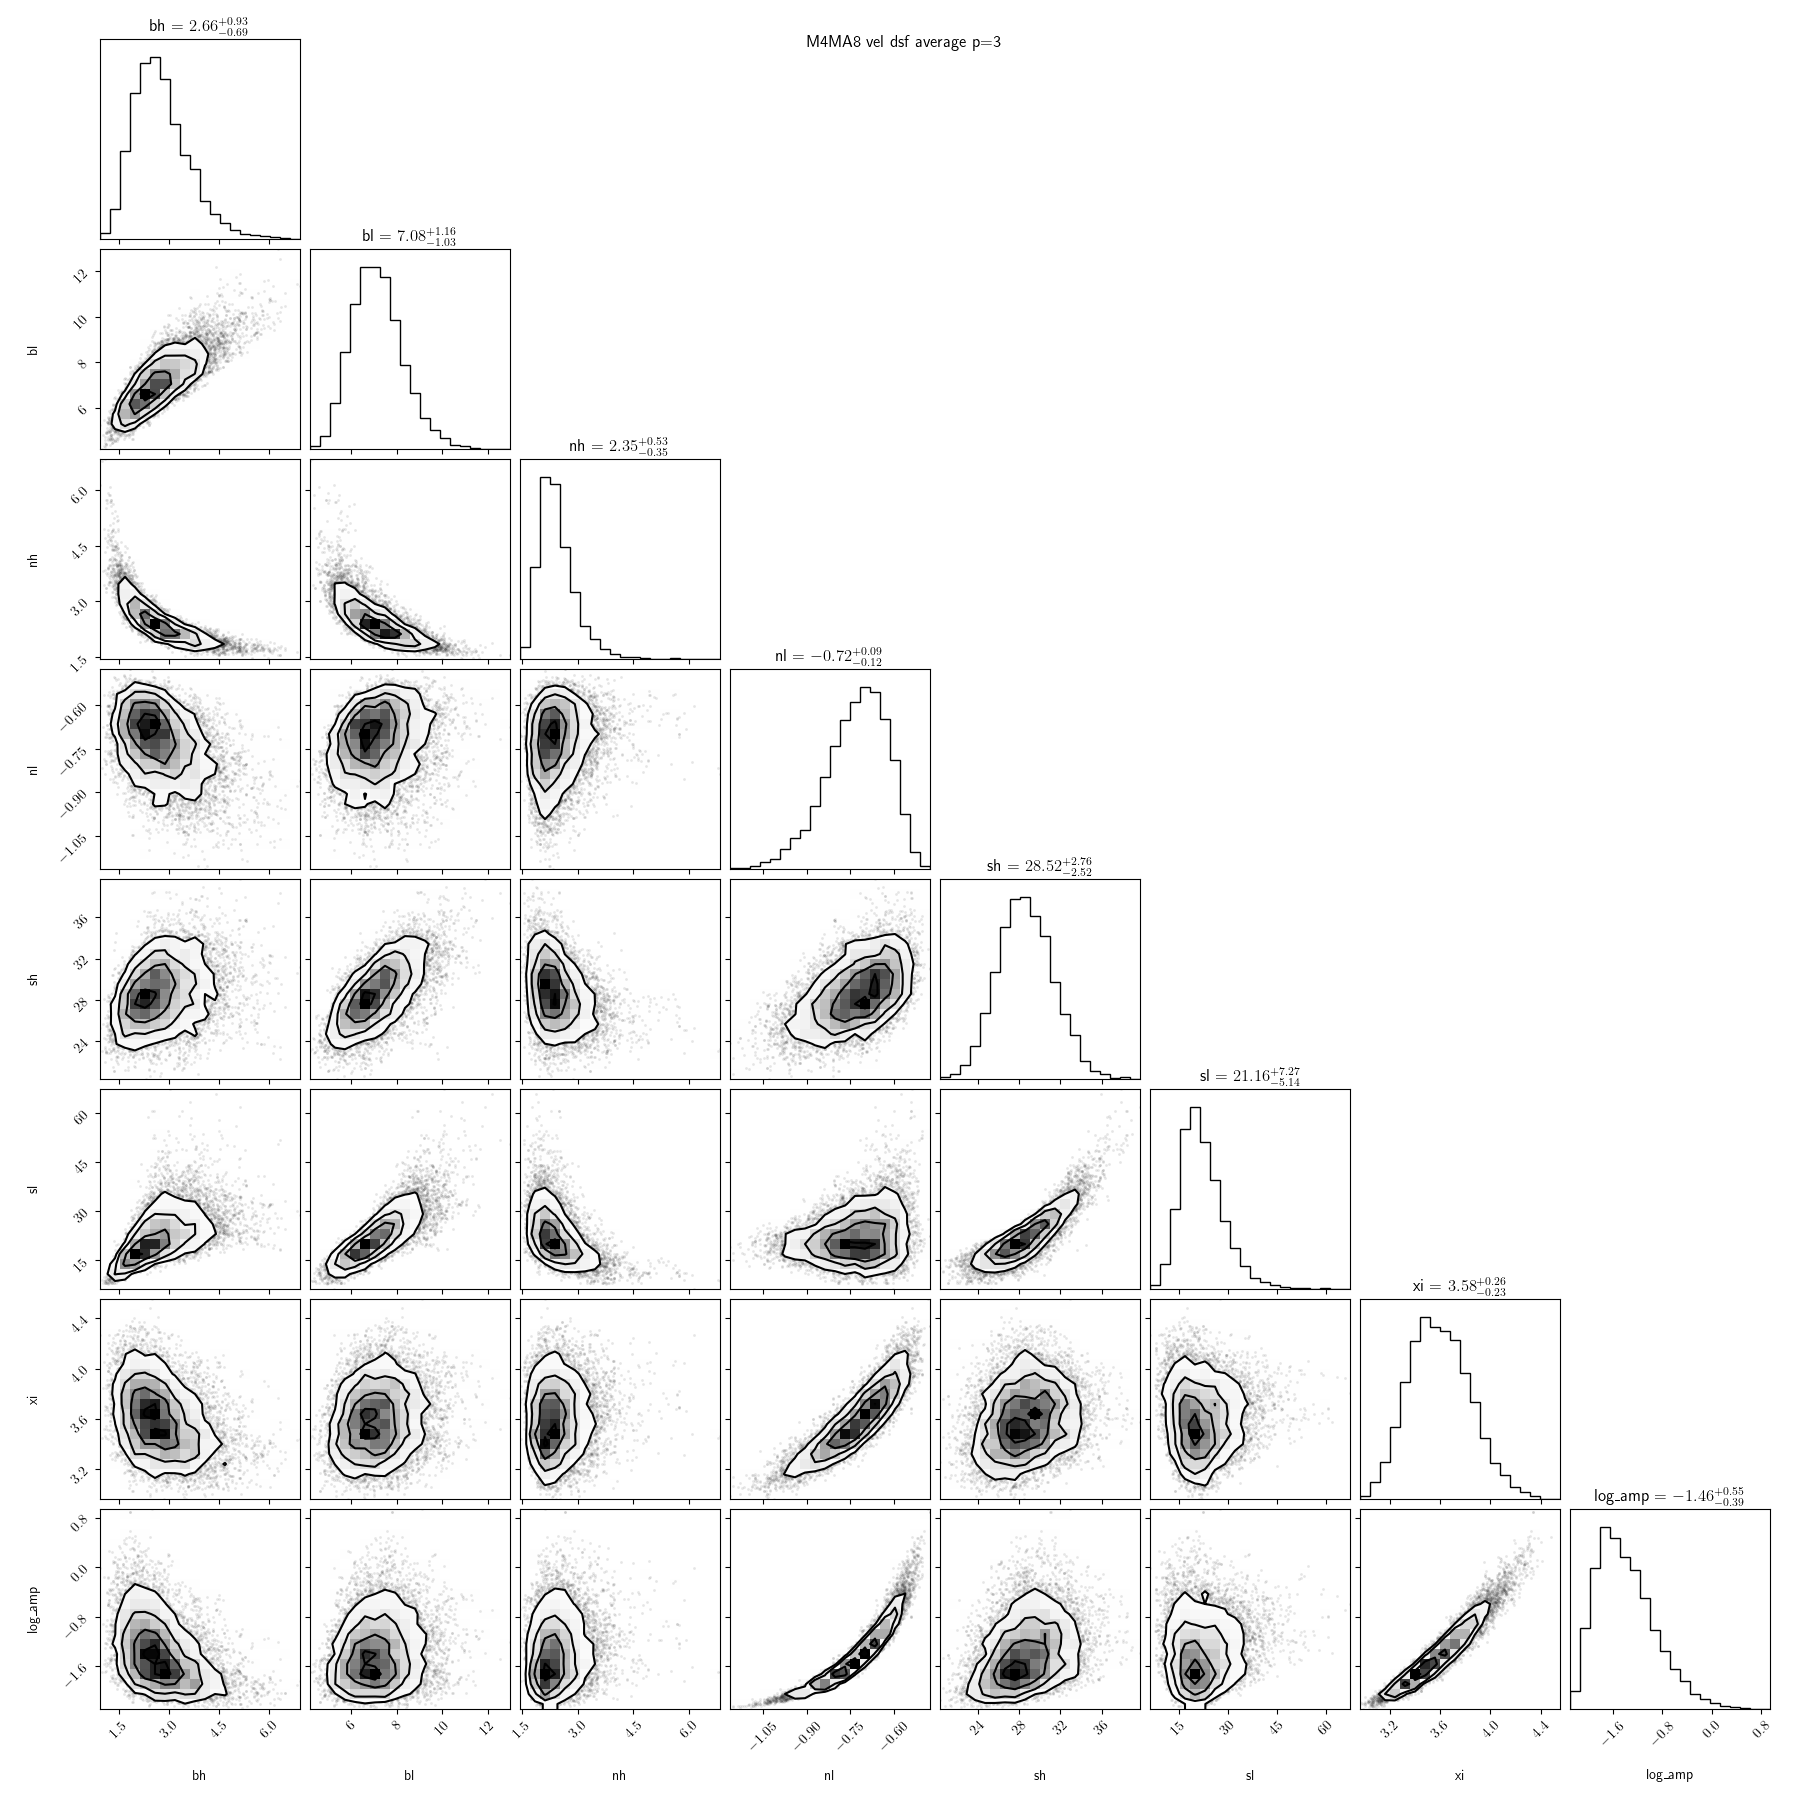 bh = 2.66+0.93−0.69
M4MA8 vel dsf average p=3
bl = 7.08+1.16−1.03
bl
12
10
8
6
nh = 2.35+0.53−0.35
nh
6.0
4.5
3.0
1.5
nl = −0.72+0.09−0.12
nl
−0.60
−0.75
−0.90
−1.05
sh = 28.52+2.76−2.52
sh
36
32
28
24
sl = 21.16+7.27−5.14
sl
60
45
30
15
xi = 3.58+0.26−0.23
xi
4.4
4.0
3.6
3.2
log_amp = −1.46+0.55−0.39
log_amp
0.8
0.0
−0.8
−1.6
1.5 3.0 4.5 6.0 6 8 10 12 1.5 3.0 4.5 6.0 −1.05 −0.90 −0.75 −0.60 24 28 32 36 15 30 45 60 3.2 3.6 4.0 4.4 −1.6 −0.8 0.0 0.8
bh bl nh nl sh sl xi log_amp